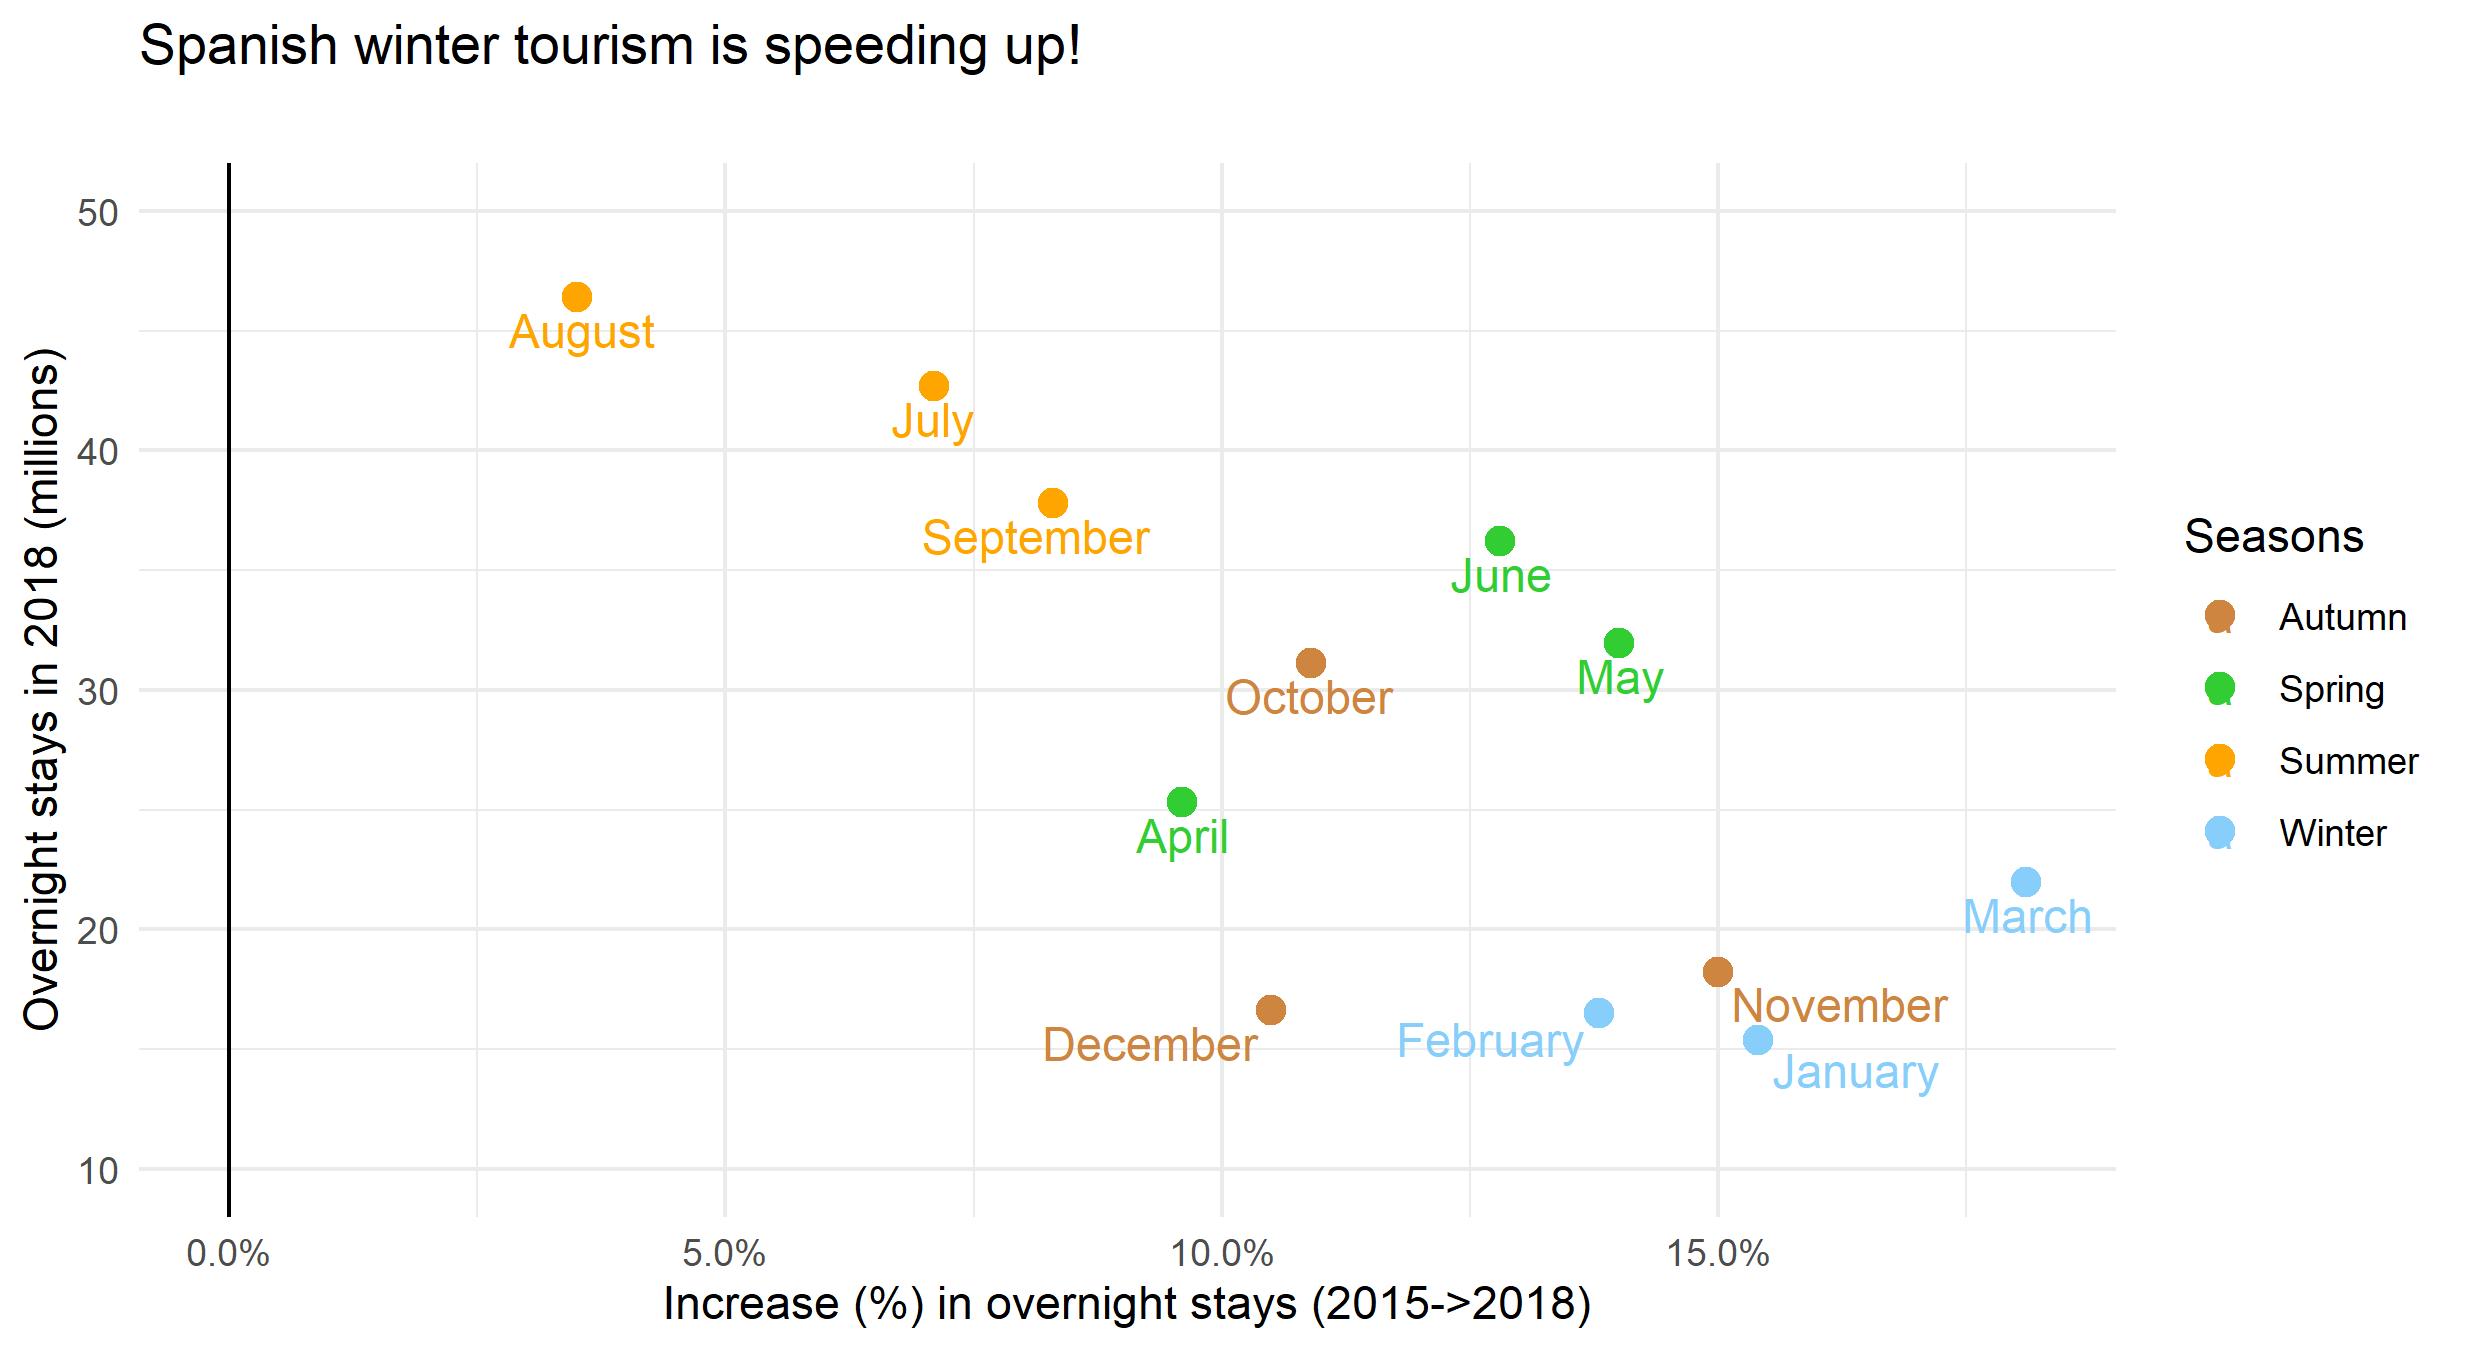 Spanish winter tourism is speeding up!
Overnight stays in 2018 (millions)
50
40
30
20
10
August
July
September
June
May
October
April
March
November
December
February
January
0.0%
5.0%
10.0%
15.0%
Increase (%) in overnight stays (2015->2018)
Seasons
Autumn
Spring
Summer
Winter